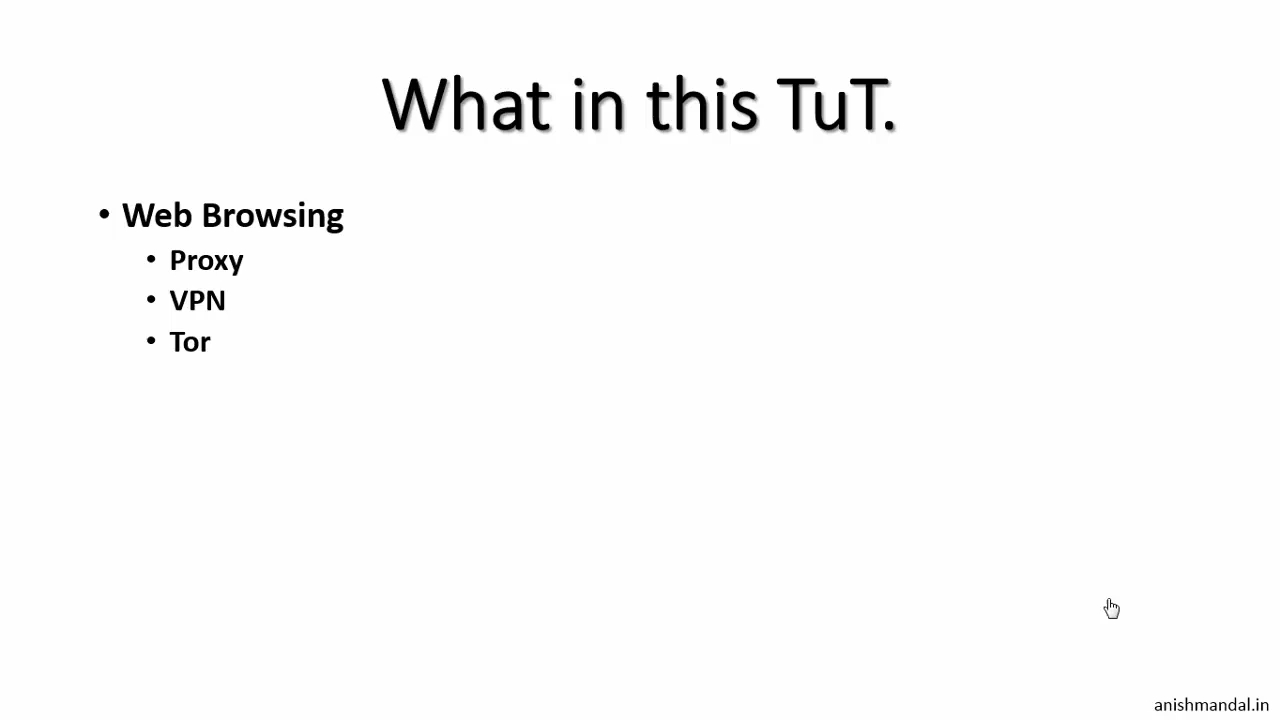 What in this TuT.
• Web Browsing
• Proxy
• VPN
• Tor
anishmandal.in